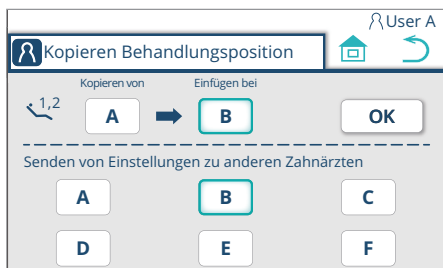 User A
Kopieren Behandlungsposition
Kopieren von Einfügen bei
1,2 A B OK
Senden von Einstellungen zu anderen Zahnärzten
A B C
D E F